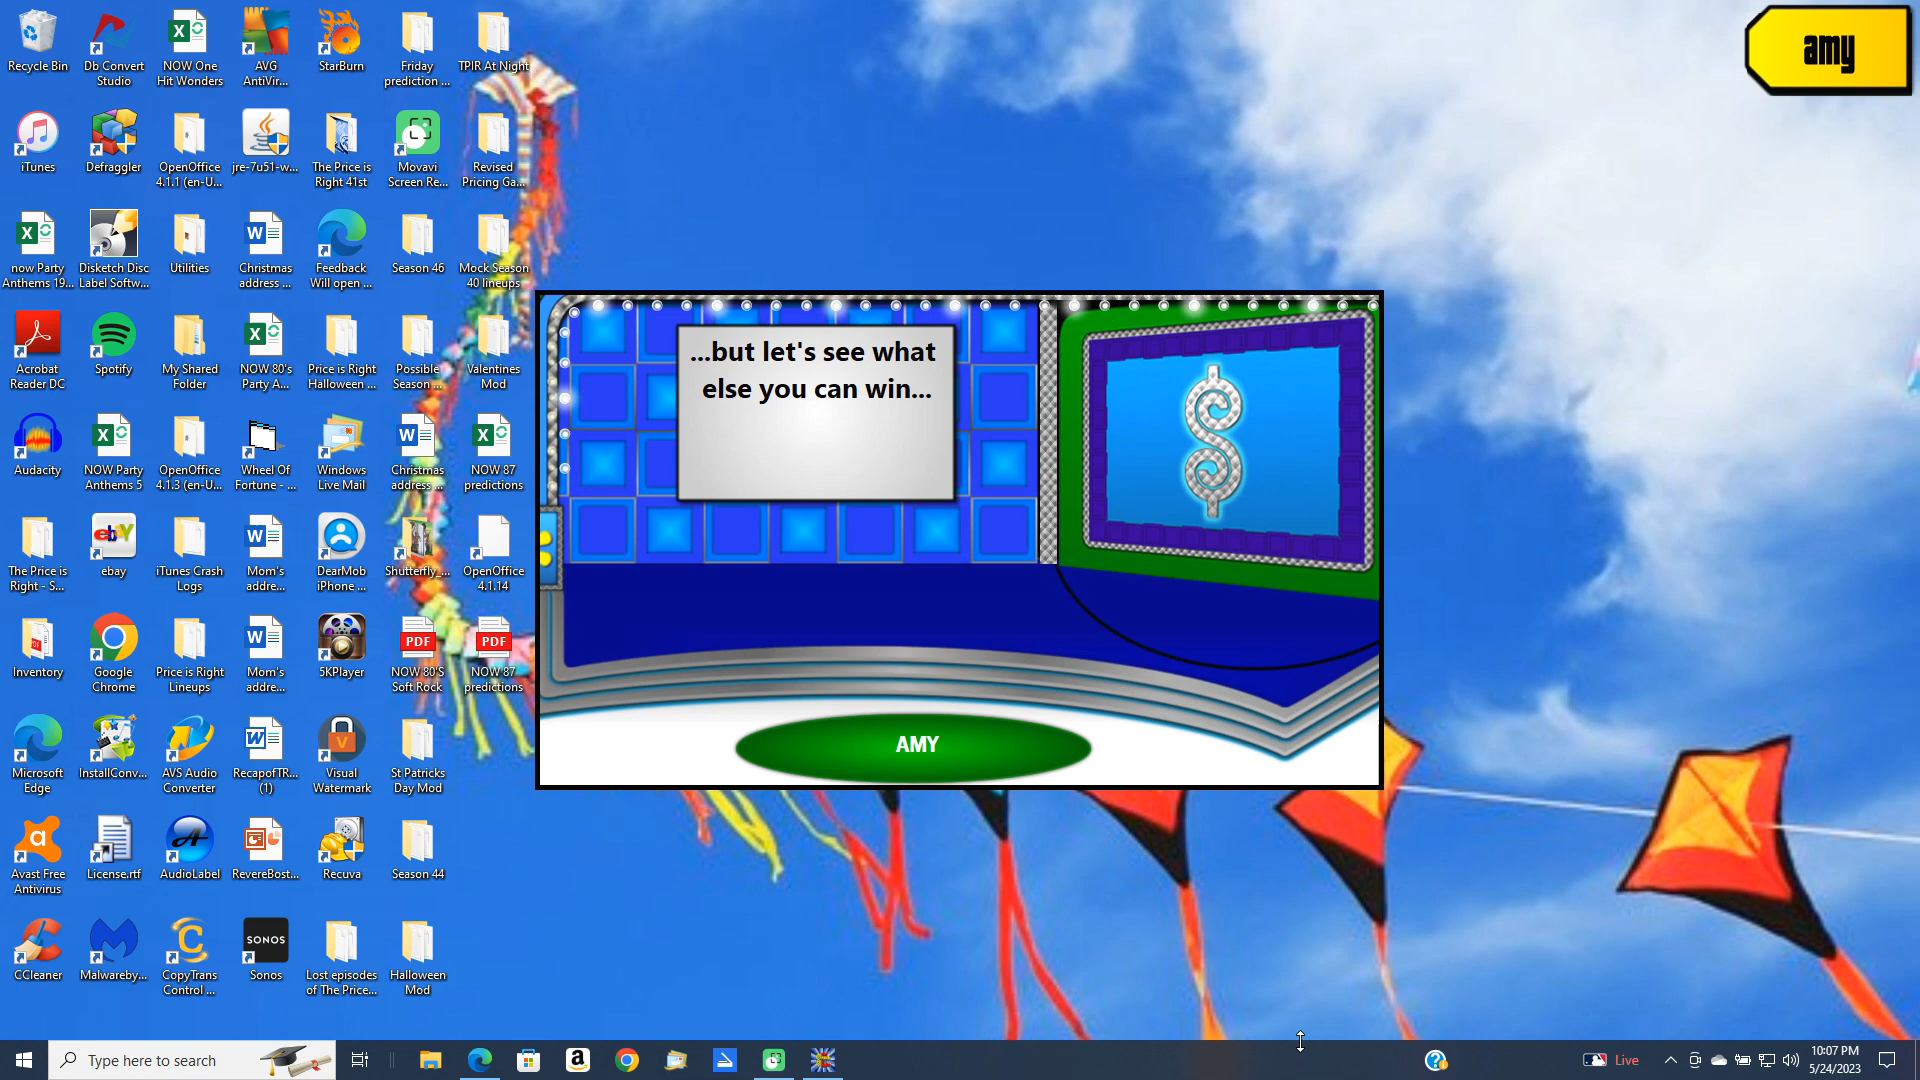 amy
Recycle Bin
Db Convert
Studio
NOW One
Hit Wonders
AVG
AntiVir...
StarBurn
Friday
prediction ...
TPIR At Night
iTunes
Defraggler
OpenOffice
4.1.1 (en-U...
jre-7u51-w...
The Price is
Right 41st
Movavi
Screen Re...
Revised
Pricing Ga...
now Party
Anthems 19...
Disketch Disc
Label Softw...
Utilities
Christmas
address ...
Feedback
Will open ...
Season 46
Mock Season
40 lineups
Acrobat
Reader DC
Spotify
My Shared
Folder
NOW 80's
Party A...
Price is Right
Halloween ...
Possible
Season ...
Valentines
Mod
Audacity
NOW Party
Anthems 5
OpenOffice
4.1.3 (en-U...
Wheel Of
Fortune - ...
Windows
Live Mail
Christmas
address ...
NOW 87
predictions
The Price is
Right - S...
ebay
ebay
iTunes Crash
Logs
Mom's
addre...
DearMob
iPhone ...
Shutterfly_...
OpenOffice
4.1.14
Inventory
Google
Chrome
Price is Right
Lineups
Mom's
addre...
5KPlayer
PDF
NOW 80'S
Soft Rock
PDF
NOW 87
predictions
Microsoft
Edge
InstallConv...
AVS Audio
Converter
RecapofTR...
(1)
Visual
Watermark
St Patricks
Day Mod
Avast Free
Antivirus
License.rtf
AudioLabel
RevereBost...
Recuva
Season 44
CCleaner
Malwareby...
CopyTrans
Control ...
SONOS
Sonos
Lost episodes
of The Price...
Halloween
Mod
...but let's see what
else you can win...
AMY
Type here to search
Live
10:07 PM
5/24/2023